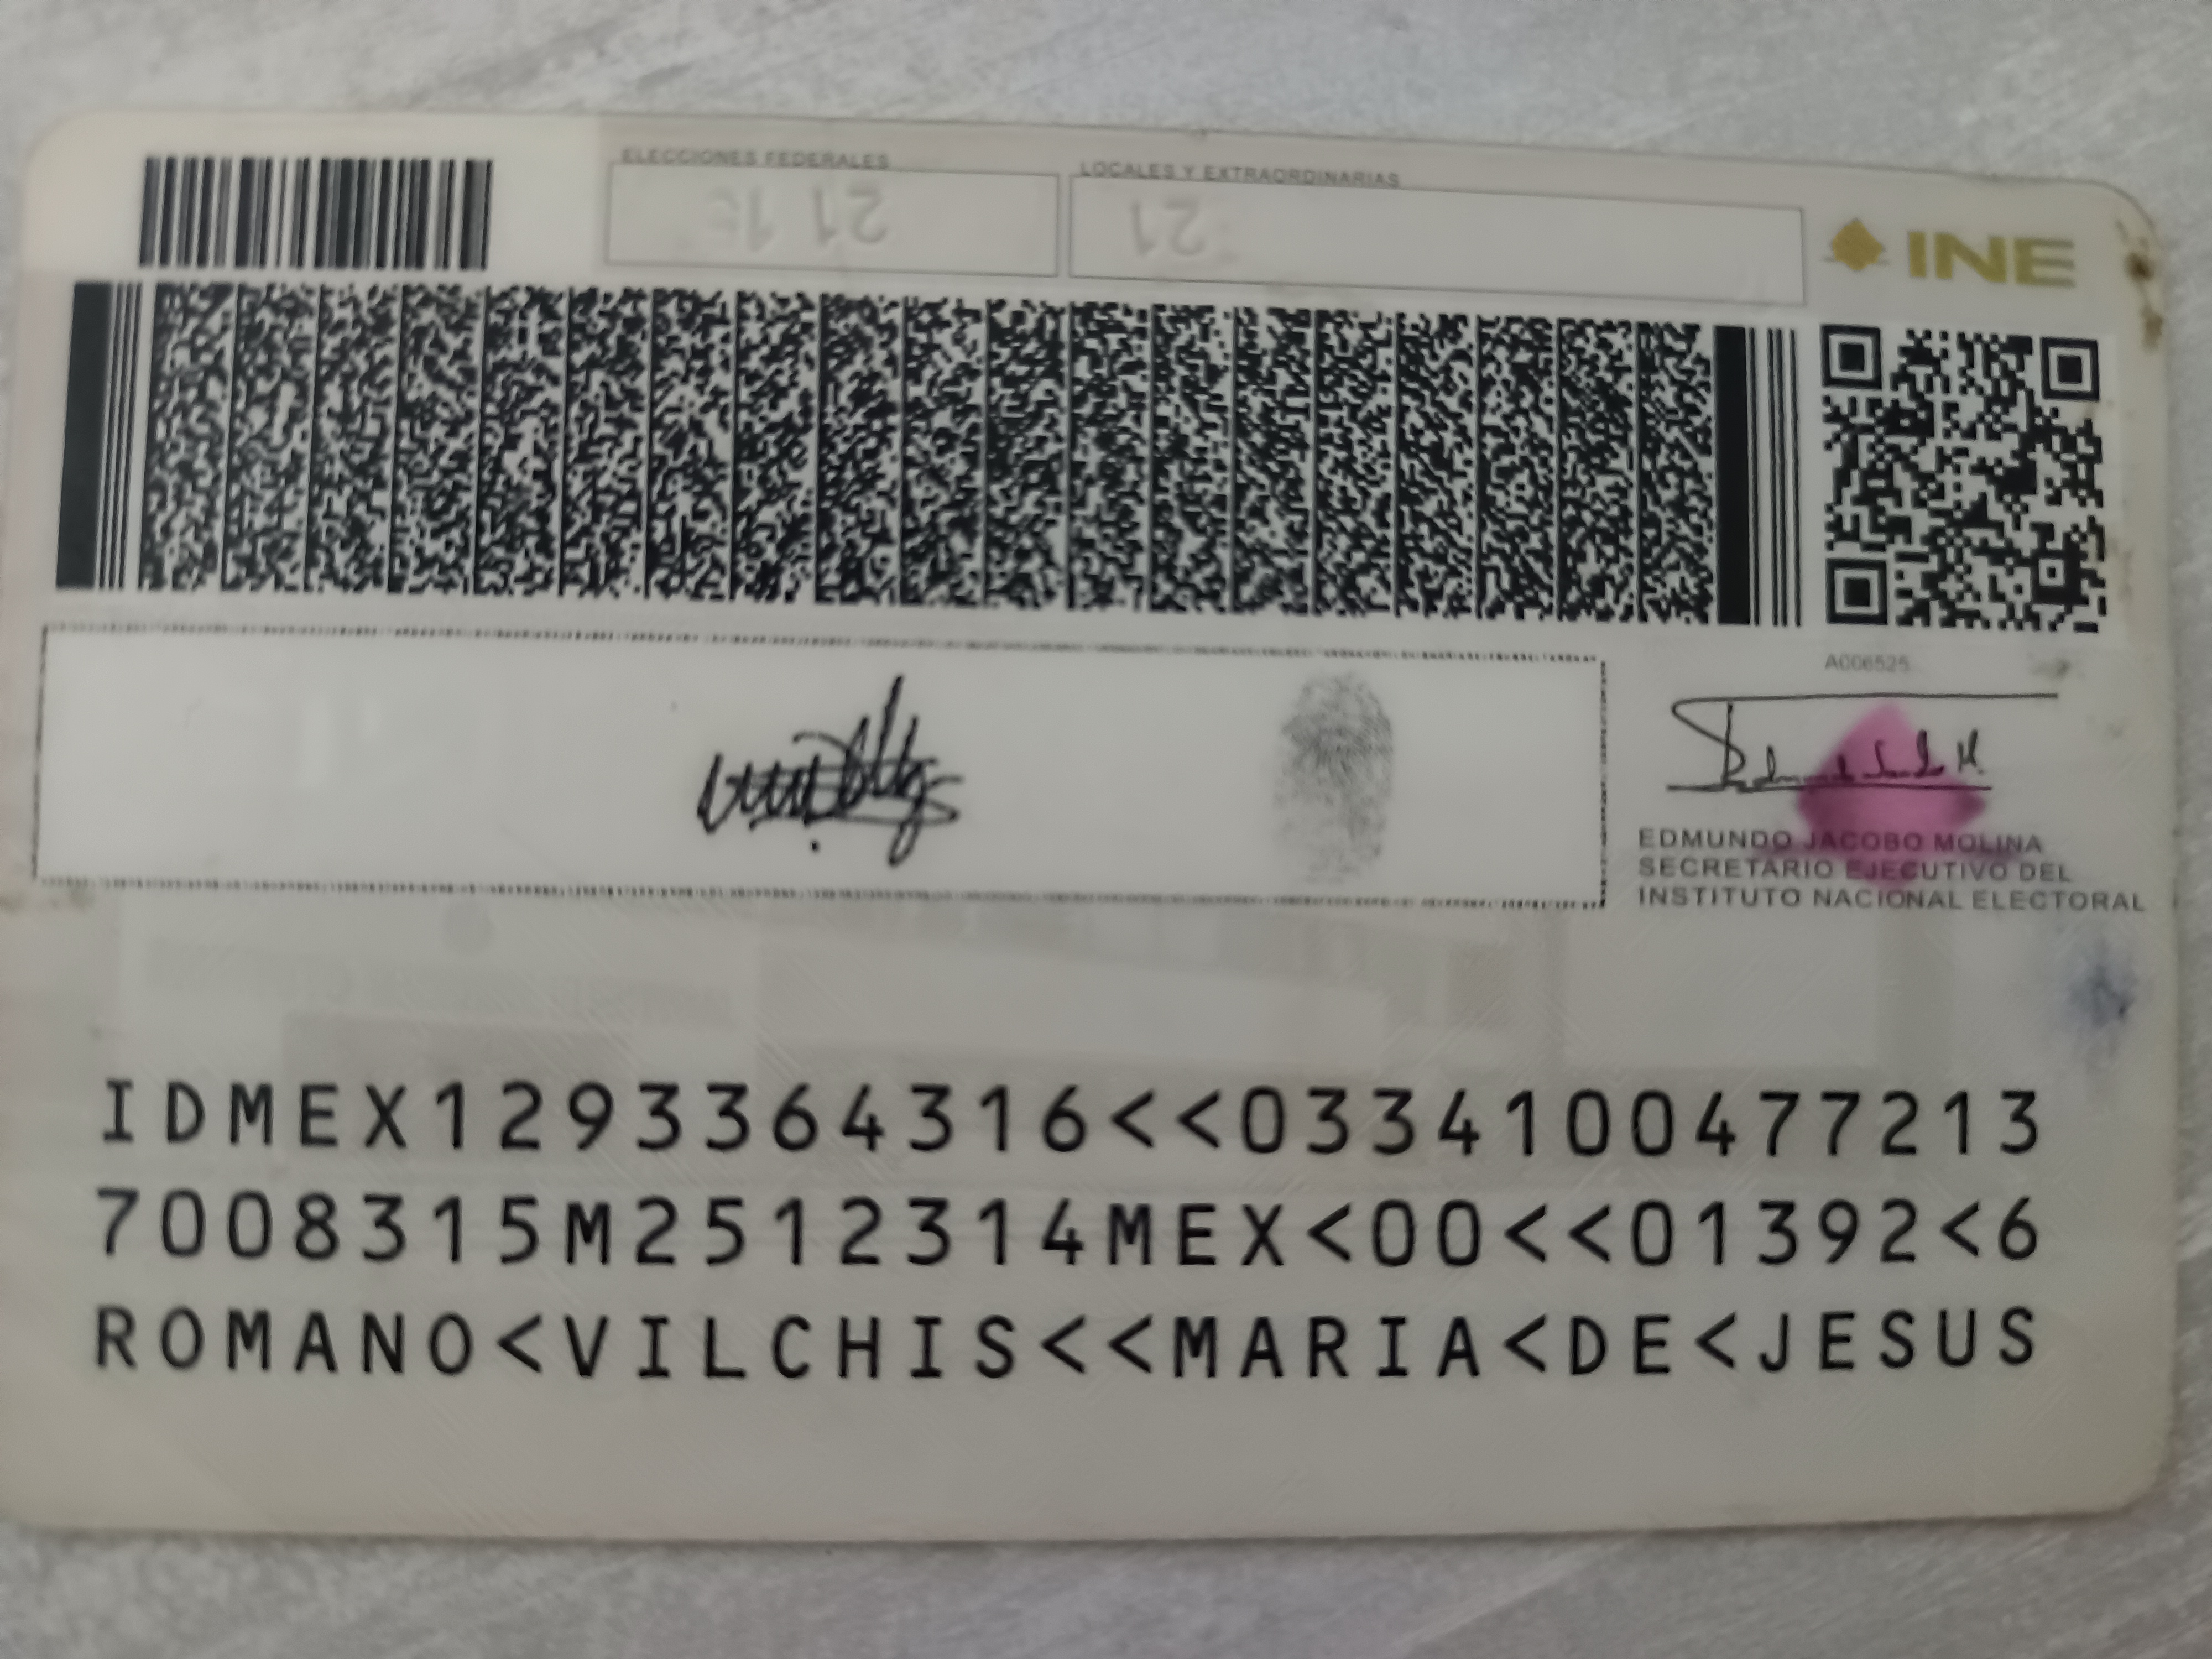 ELECCIONES FEDERALES
LOCALES Y EXTRAORDINARIAS
21
21
INE
A006525
EDMUNDO JACOBO MOLINA
SECRETARIO EJECUTIVO DEL
INSTITUTO NACIONAL ELECTORAL
IDMEX1293364316<<0334100477213
7008315M2512314MEX<00<<01392<6
ROMANO<VILCHIS<<MARIA<DE<JESUS